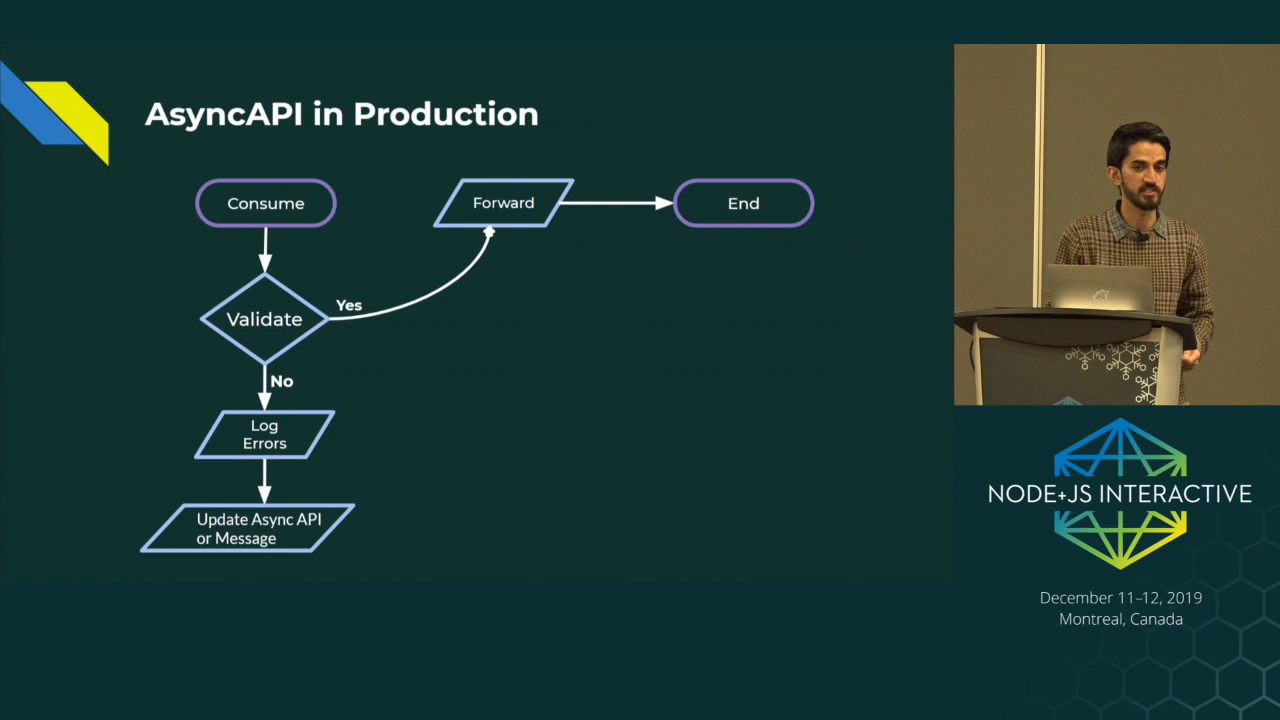 AsyncAPI in Production
Consume
Forward
End
Yes
Validate
No
Log
Errors
Update Async API
or Message
NODE+JS INTERACTIVE
December 11–12, 2019
Montreal, Canada